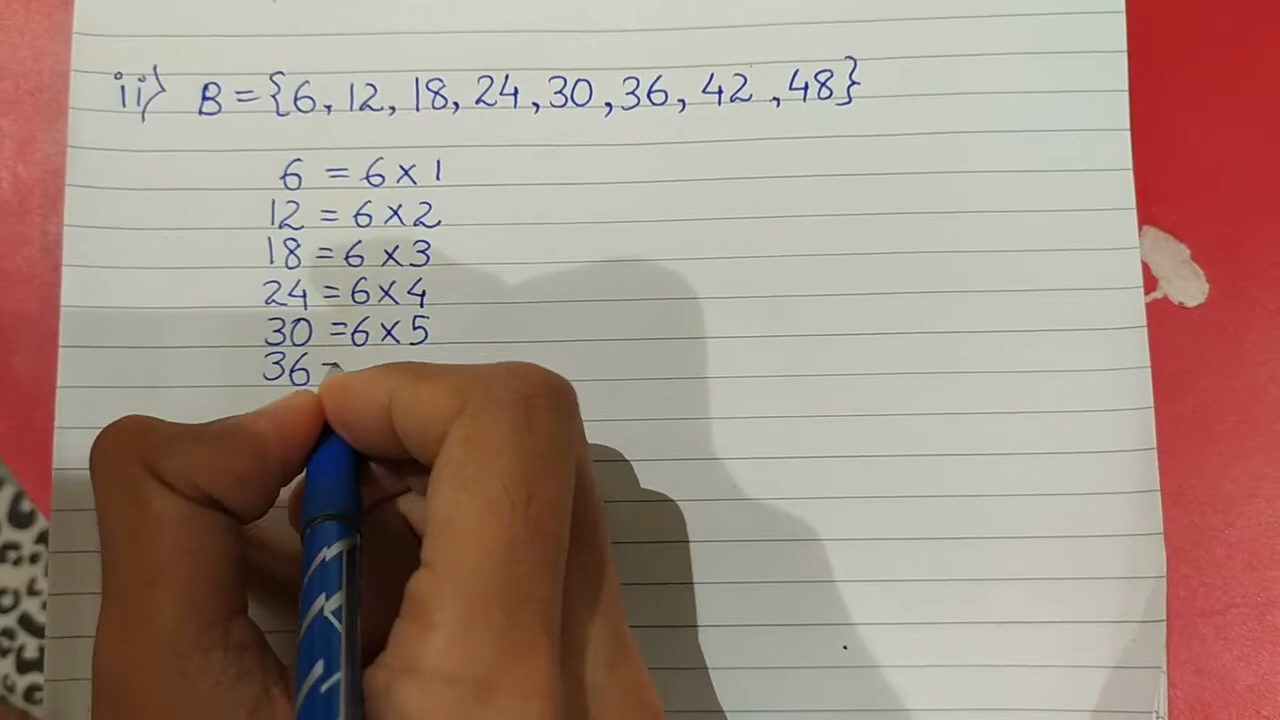 ii) B = {6, 12, 18, 24, 30, 36, 42, 48}
6 = 6 × 1
12 = 6 × 2
18 = 6 × 3
24 = 6 × 4
30 = 6 × 5
36 =